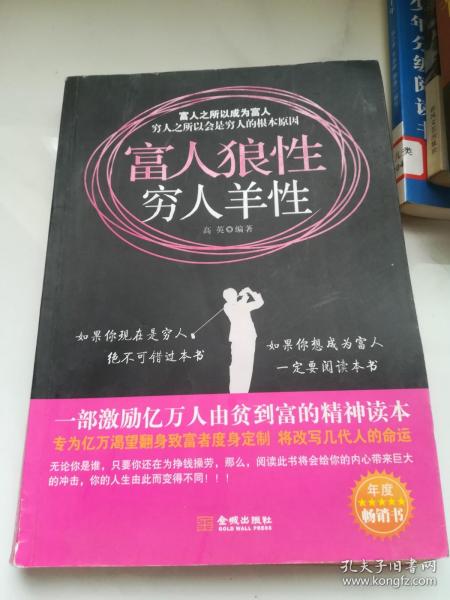 富人之所以成为富人
穷人之所以会是穷人的根本原因
富人狼性
穷人羊性
高英◎编著
如果你现在是穷人，
绝不可错过本书
如果你想成为富人
一定要阅读本书
一部激励亿万人由贫到富的精神读本
专为亿万渴望翻身致富者度身定制 将改写几代人的命运
无论你是谁，只要你还在为挣钱操劳，那么，阅读此书将会给你的内心带来巨大
的冲击，你的人生由此而变得不同！！！
年度
畅销书
金城出版社
GOLD WALL PRESS
孔夫子旧书网
www.kongfz.com